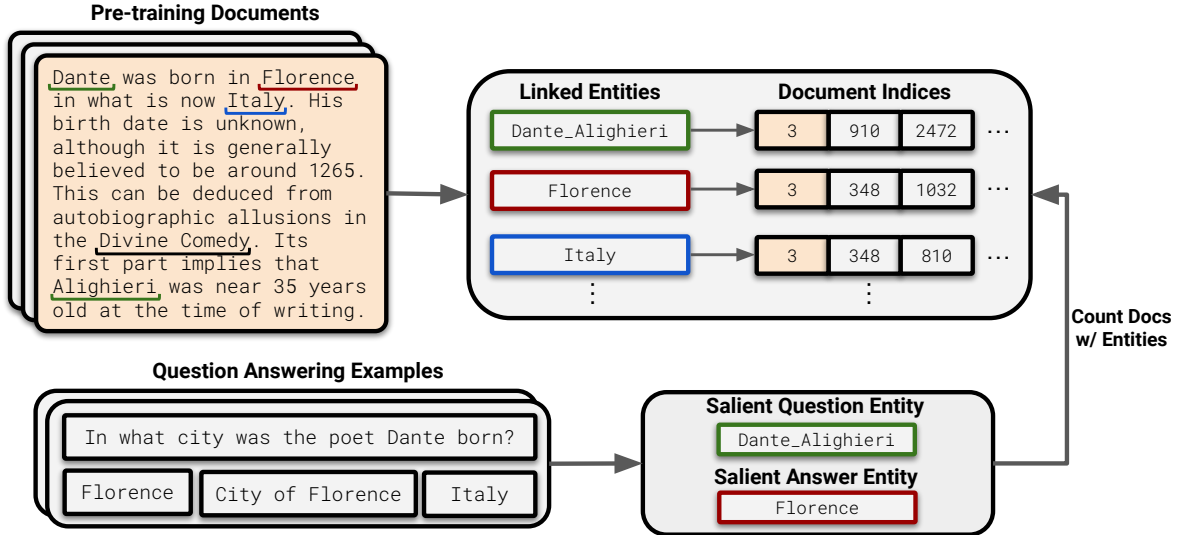 Pre-training Documents
Dante was born in Florence
in what is now Italy. His
birth date is unknown,
although it is generally
believed to be around 1265.
This can be deduced from
autobiographic allusions in
the Divine Comedy. Its
first part implies that
Alighieri was near 35 years
old at the time of writing.
Linked Entities
Document Indices
Dante_Alighieri
3
910
2472
...
Florence
3
348
1032
...
Italy
3
348
810
...
⋮
⋮
Count Docs
w/ Entities
Question Answering Examples
In what city was the poet Dante born?
Florence
City of Florence
Italy
Salient Question Entity
Dante_Alighieri
Salient Answer Entity
Florence